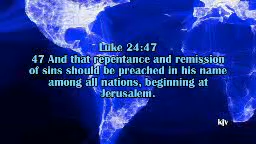 Luke 24:47
47 And that repentance and remission
of sins should be preached in his name
among all nations, beginning at
Jerusalem.
kjv